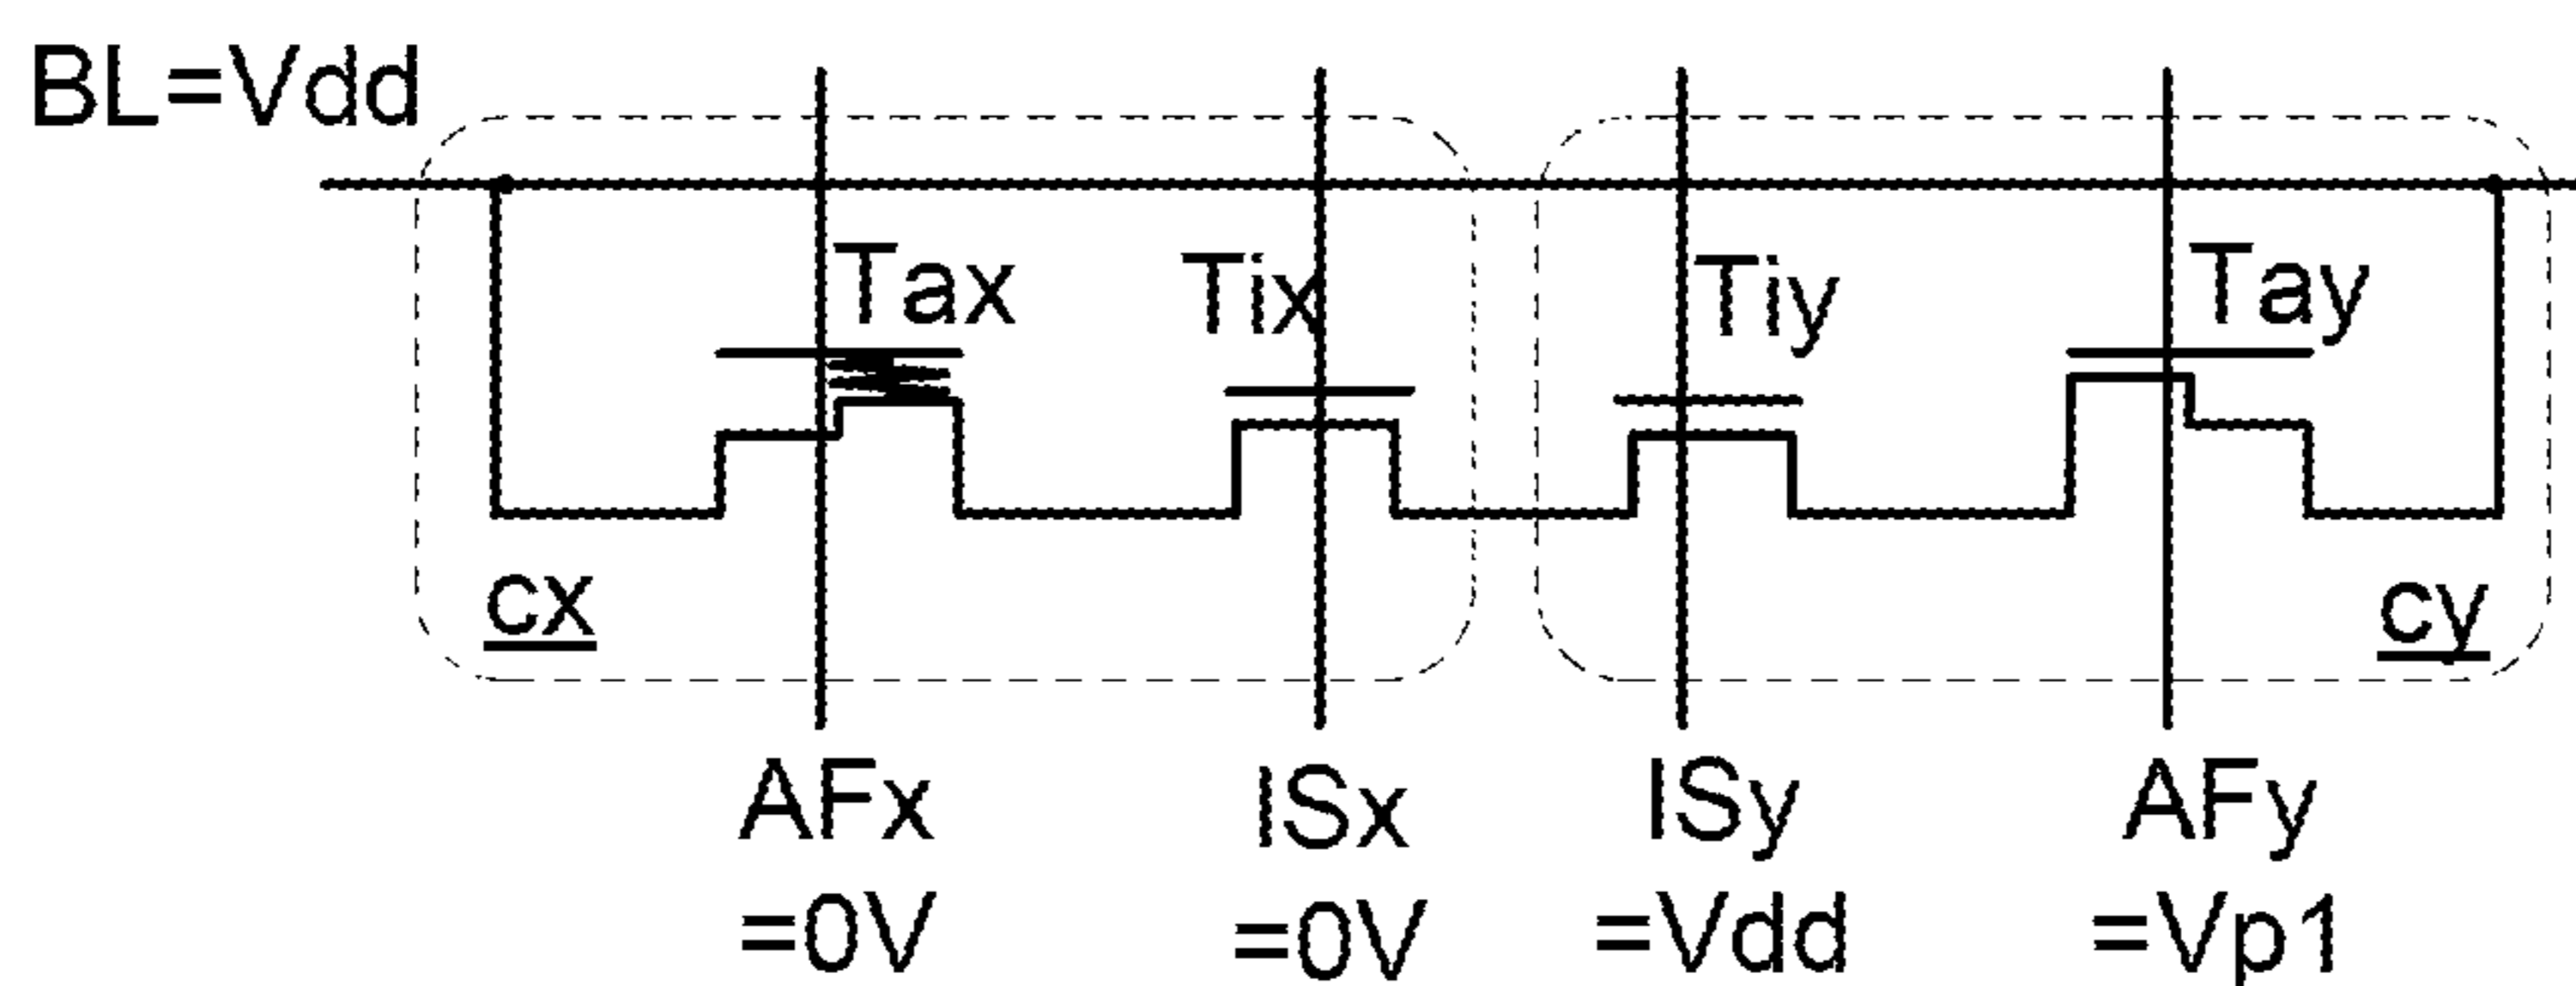 BL=Vdd
Tax Tix Tiy Tay
cx cy
AFx ISx ISy AFy
=0V =0V =Vdd =Vp1